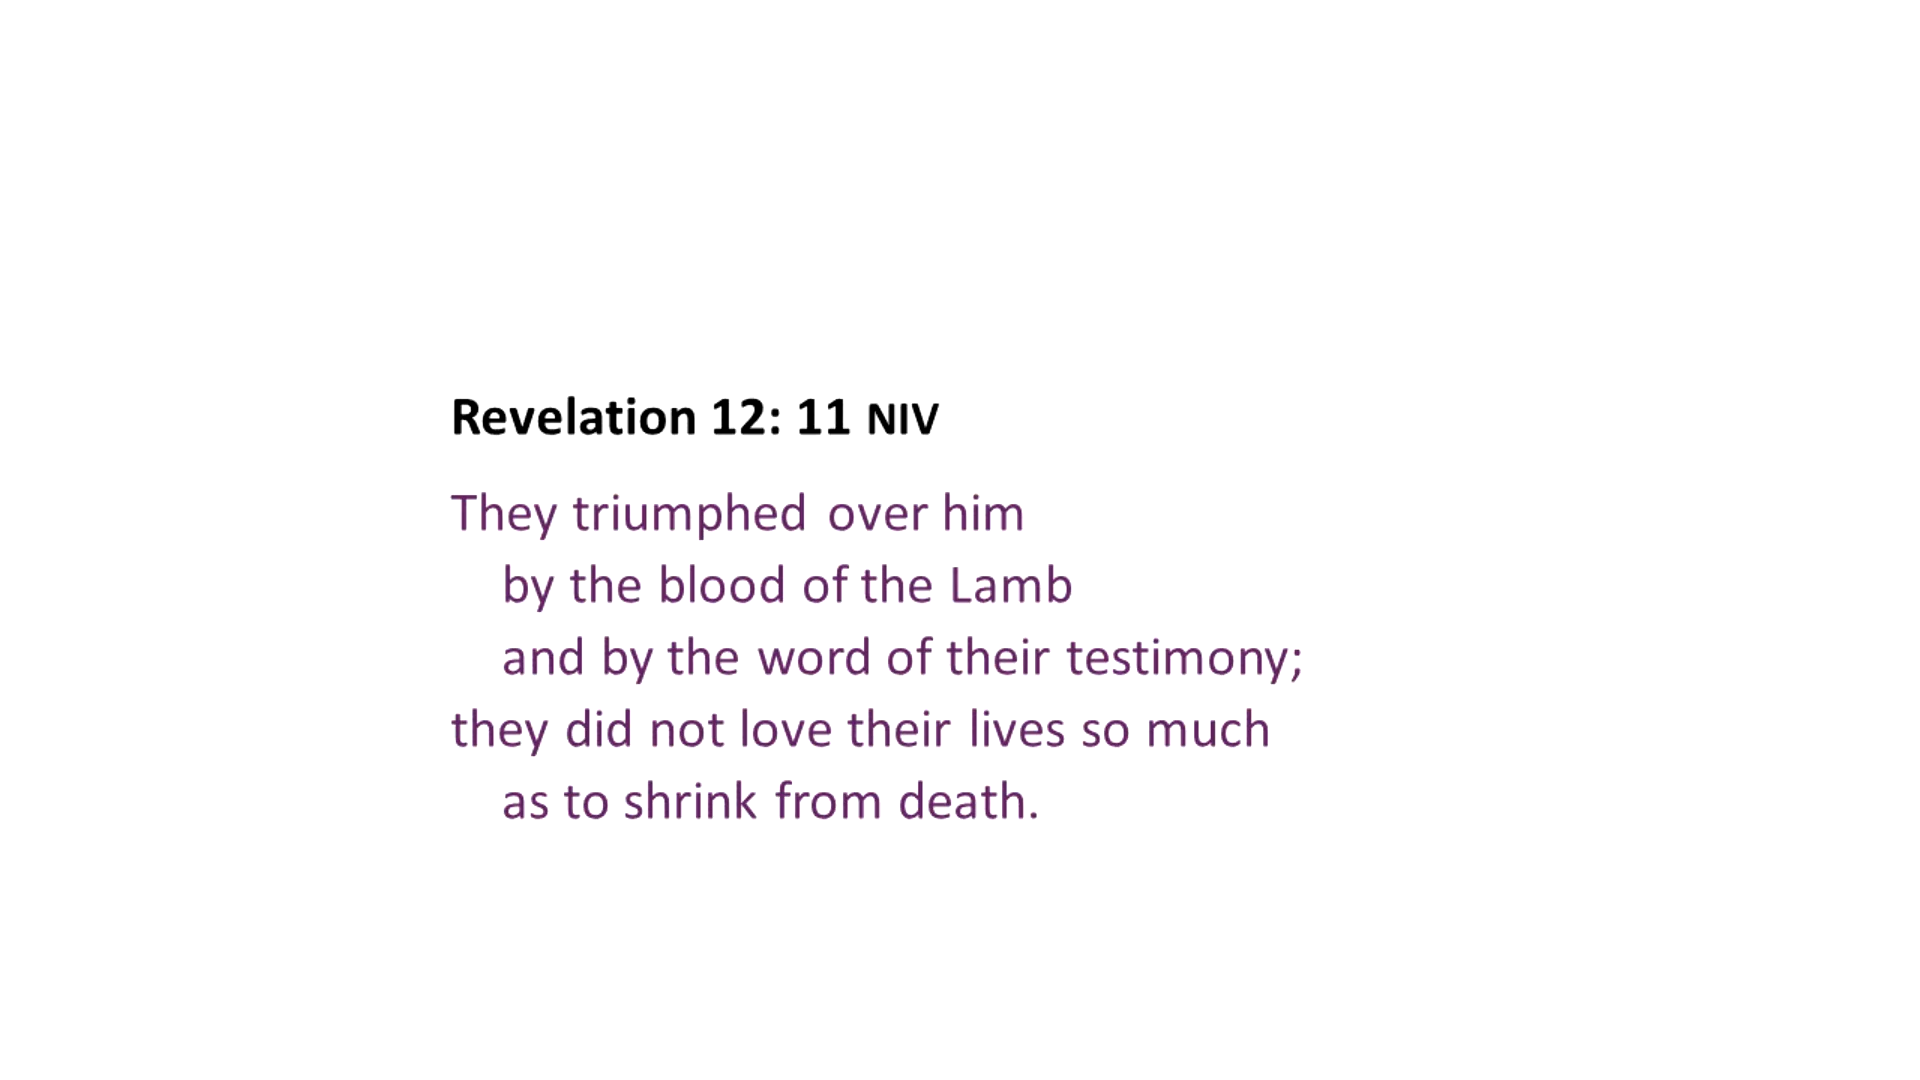 Revelation 12: 11 NIV
They triumphed over him
by the blood of the Lamb
and by the word of their testimony;
they did not love their lives so much
as to shrink from death.